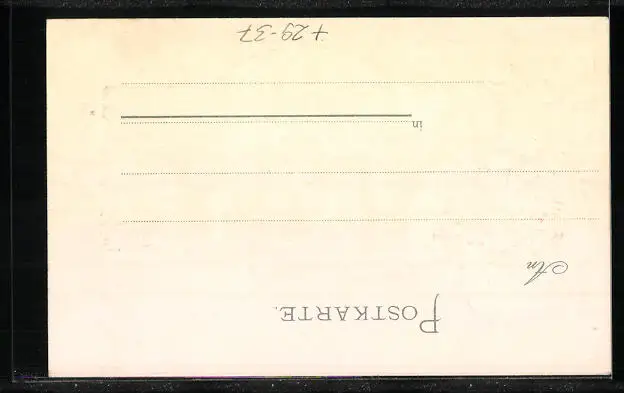 POSTKARTE.
An
in
+ 29-37